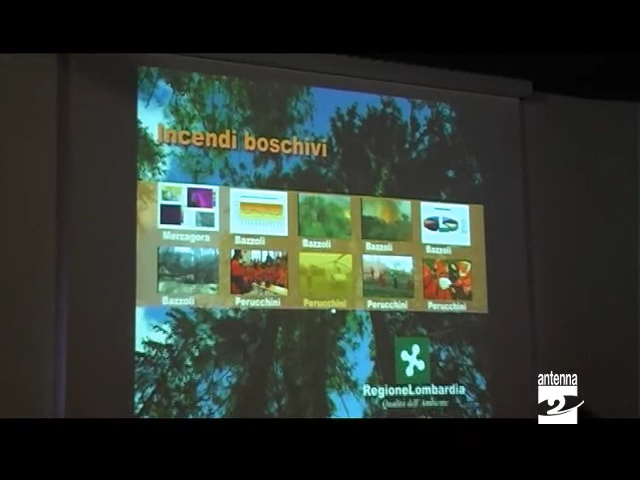 Incendi boschivi
Merzagora
Bazzoli
Bazzoli
Bazzoli
Bazzoli
Bazzoli
Perucchini
Perucchini
Perucchini
Perucchini
RegioneLombardia
Qualità dell'Ambiente
antenna
2